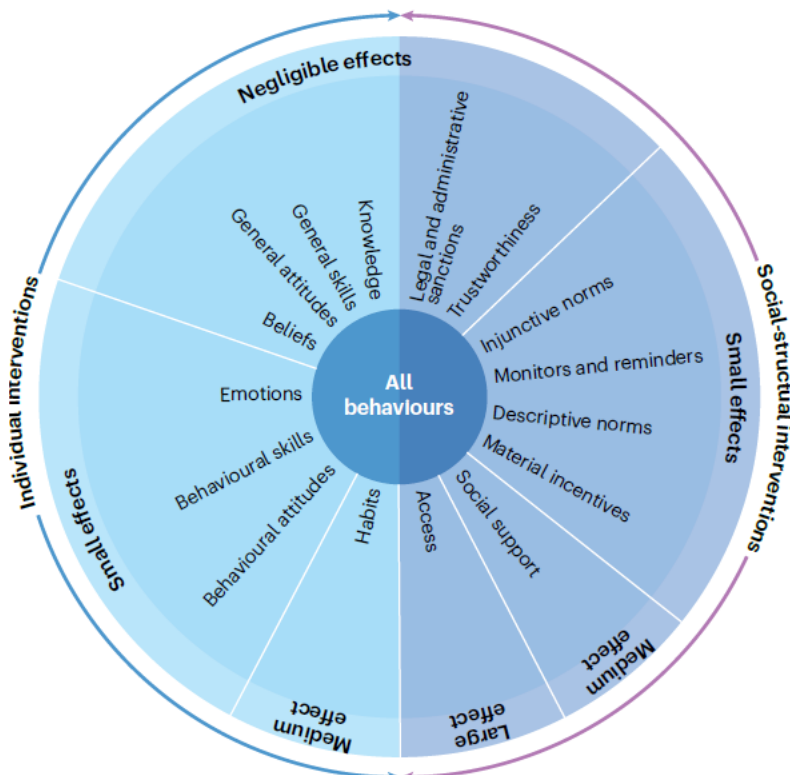 Negligible effects
Knowledge
General skills
General attitudes
Beliefs
Emotions
Behavioural skills
Behavioural attitudes
Habits
Legal and administrative
sanctions
Trustworthiness
Injunctive norms
Monitors and reminders
Descriptive norms
Material incentives
Social support
Access
All
behaviours
Individual interventions
Social-structural interventions
Small effects
Small effects
Medium
effect
Large
effect
Medium
effect